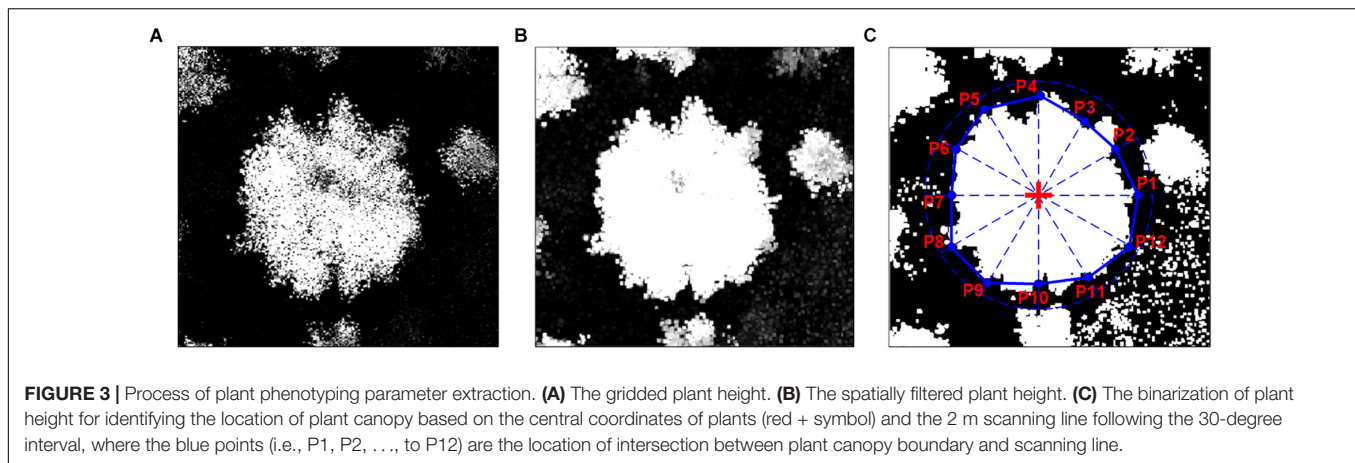 A
B
C
P4
P5
P3
P2
P6
P1
P7
P8
P12
P9
P10
P11
FIGURE 3 | Process of plant phenotyping parameter extraction. (A) The gridded plant height. (B) The spatially filtered plant height. (C) The binarization of plant
height for identifying the location of plant canopy based on the central coordinates of plants (red + symbol) and the 2 m scanning line following the 30-degree
interval, where the blue points (i.e., P1, P2, . . ., to P12) are the location of intersection between plant canopy boundary and scanning line.